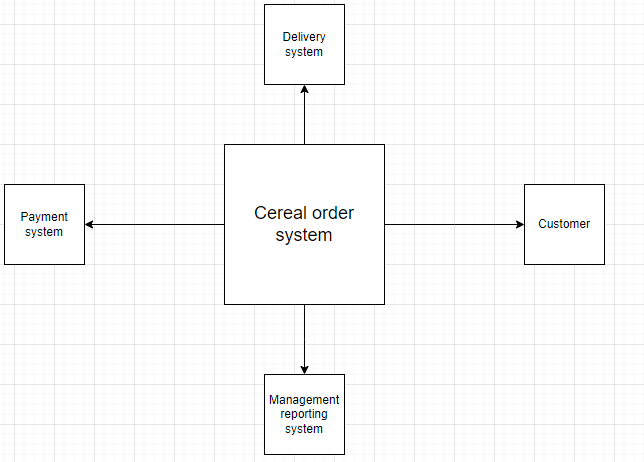 Delivery
system
Payment
system
Cereal order
system
Customer
Management
reporting
system